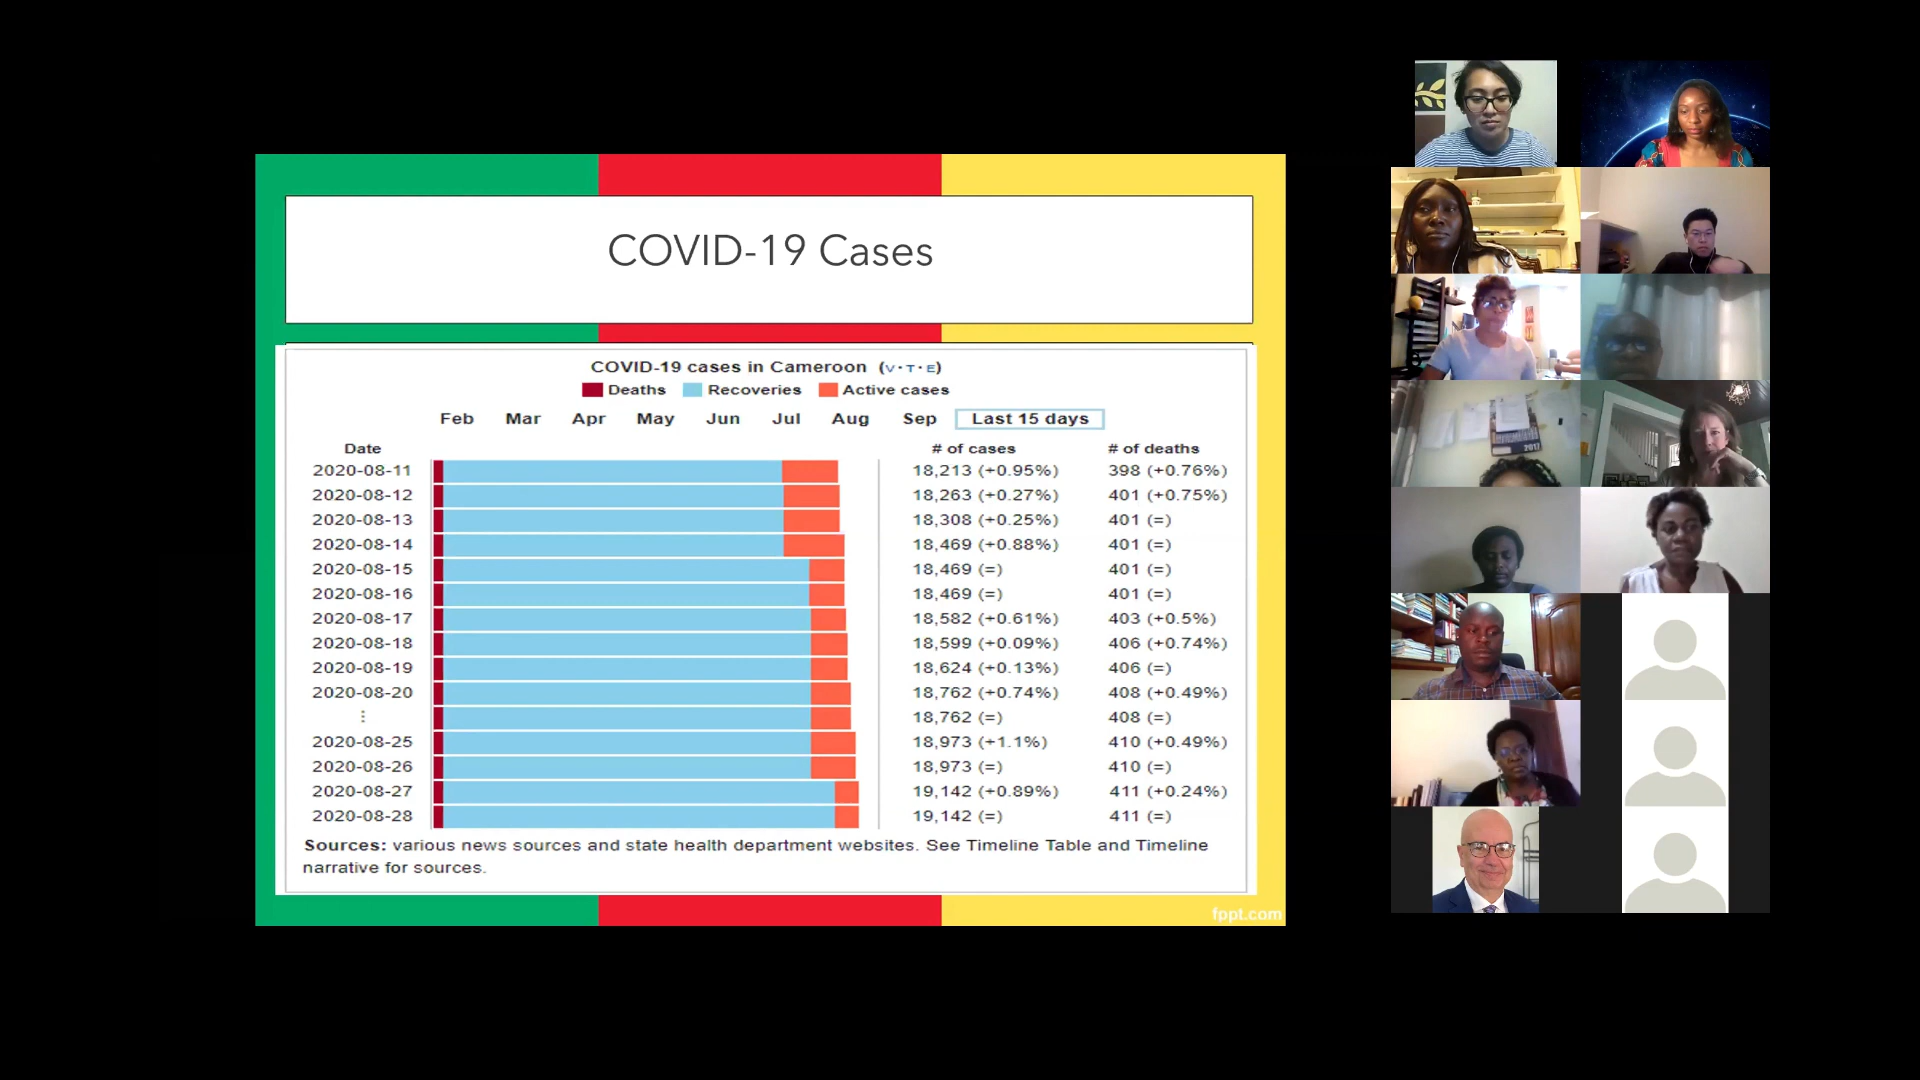 COVID-19 Cases
COVID-19 cases in Cameroon (V·T·E)
Deaths Recoveries Active cases
Feb Mar Apr May Jun Jul Aug Sep Last 15 days
Date # of cases # of deaths
2020-08-11 18,213 (+0.95%) 398 (+0.76%)
2020-08-12 18,263 (+0.27%) 401 (+0.75%)
2020-08-13 18,308 (+0.25%) 401 (=)
2020-08-14 18,469 (+0.88%) 401 (=)
2020-08-15 18,469 (=) 401 (=)
2020-08-16 18,469 (=) 401 (=)
2020-08-17 18,582 (+0.61%) 403 (+0.5%)
2020-08-18 18,599 (+0.09%) 406 (+0.74%)
2020-08-19 18,624 (+0.13%) 406 (=)
2020-08-20 18,762 (+0.74%) 408 (+0.49%)
⋮ 18,762 (=) 408 (=)
2020-08-25 18,973 (+1.1%) 410 (+0.49%)
2020-08-26 18,973 (=) 410 (=)
2020-08-27 19,142 (+0.89%) 411 (+0.24%)
2020-08-28 19,142 (=) 411 (=)
Sources: various news sources and state health department websites. See Timeline Table and Timeline
narrative for sources.
fppt.com
2017